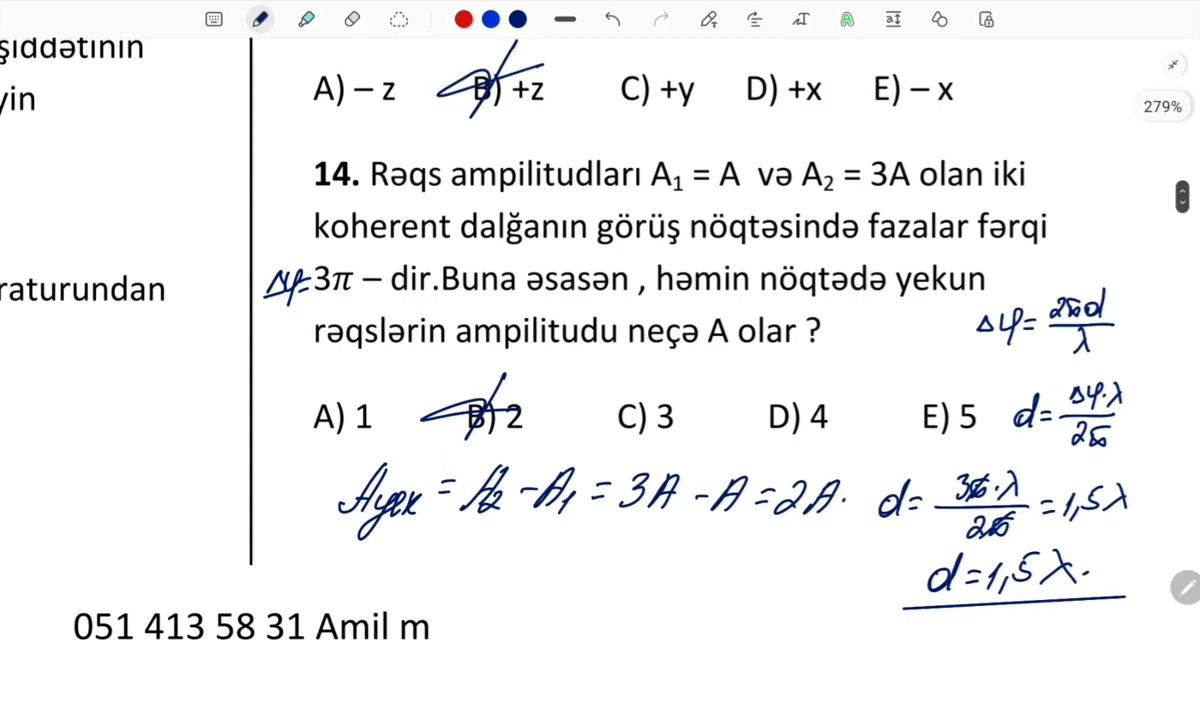 şiddətinin
yin
raturundan
279%
A) – z B) +z C) +y D) +x E) – x
14. Rəqs ampilitudları A₁ = A və A₂ = 3A olan iki
koherent dalğanın görüş nöqtəsində fazalar fərqi
Δφ= 3π – dir.Buna əsasən , həmin nöqtədə yekun
rəqslərin ampilitudu neçə A olar ?
A) 1 B) 2 C) 3 D) 4 E) 5
Ayek = A₂ - A₁ = 3A - A = 2A.
Δφ= 2πd/λ
d= Δφ·λ/2π
d= 3π·λ/2π = 1,5λ
d=1,5λ.
051 413 58 31 Amil m